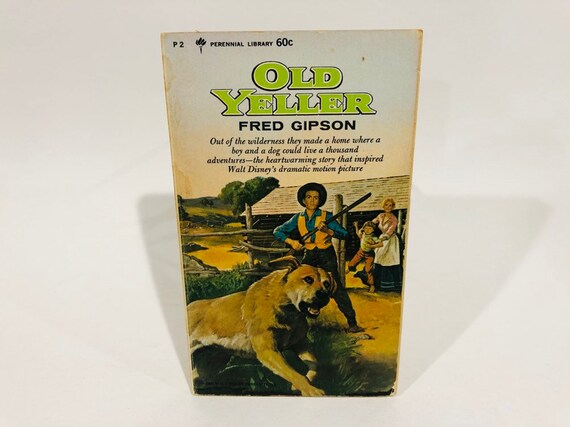 P 2 PERENNIAL LIBRARY 60c
OLD
YELLER
FRED GIPSON
Out of the wilderness they made a home where a
boy and a dog could live a thousand
adventures—the heartwarming story that inspired
Walt Disney's dramatic motion picture